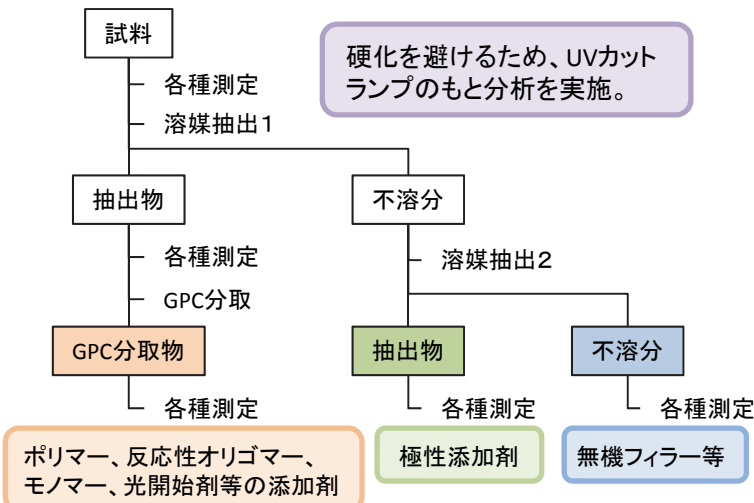 試料
硬化を避けるため、UVカット
ランプのもと分析を実施。
各種測定
溶媒抽出1
抽出物
不溶分
各種測定
溶媒抽出2
GPC分取
GPC分取物
抽出物
不溶分
各種測定
各種測定
各種測定
ポリマー、反応性オリゴマー、
モノマー、光開始剤等の添加剤
極性添加剤
無機フィラー等